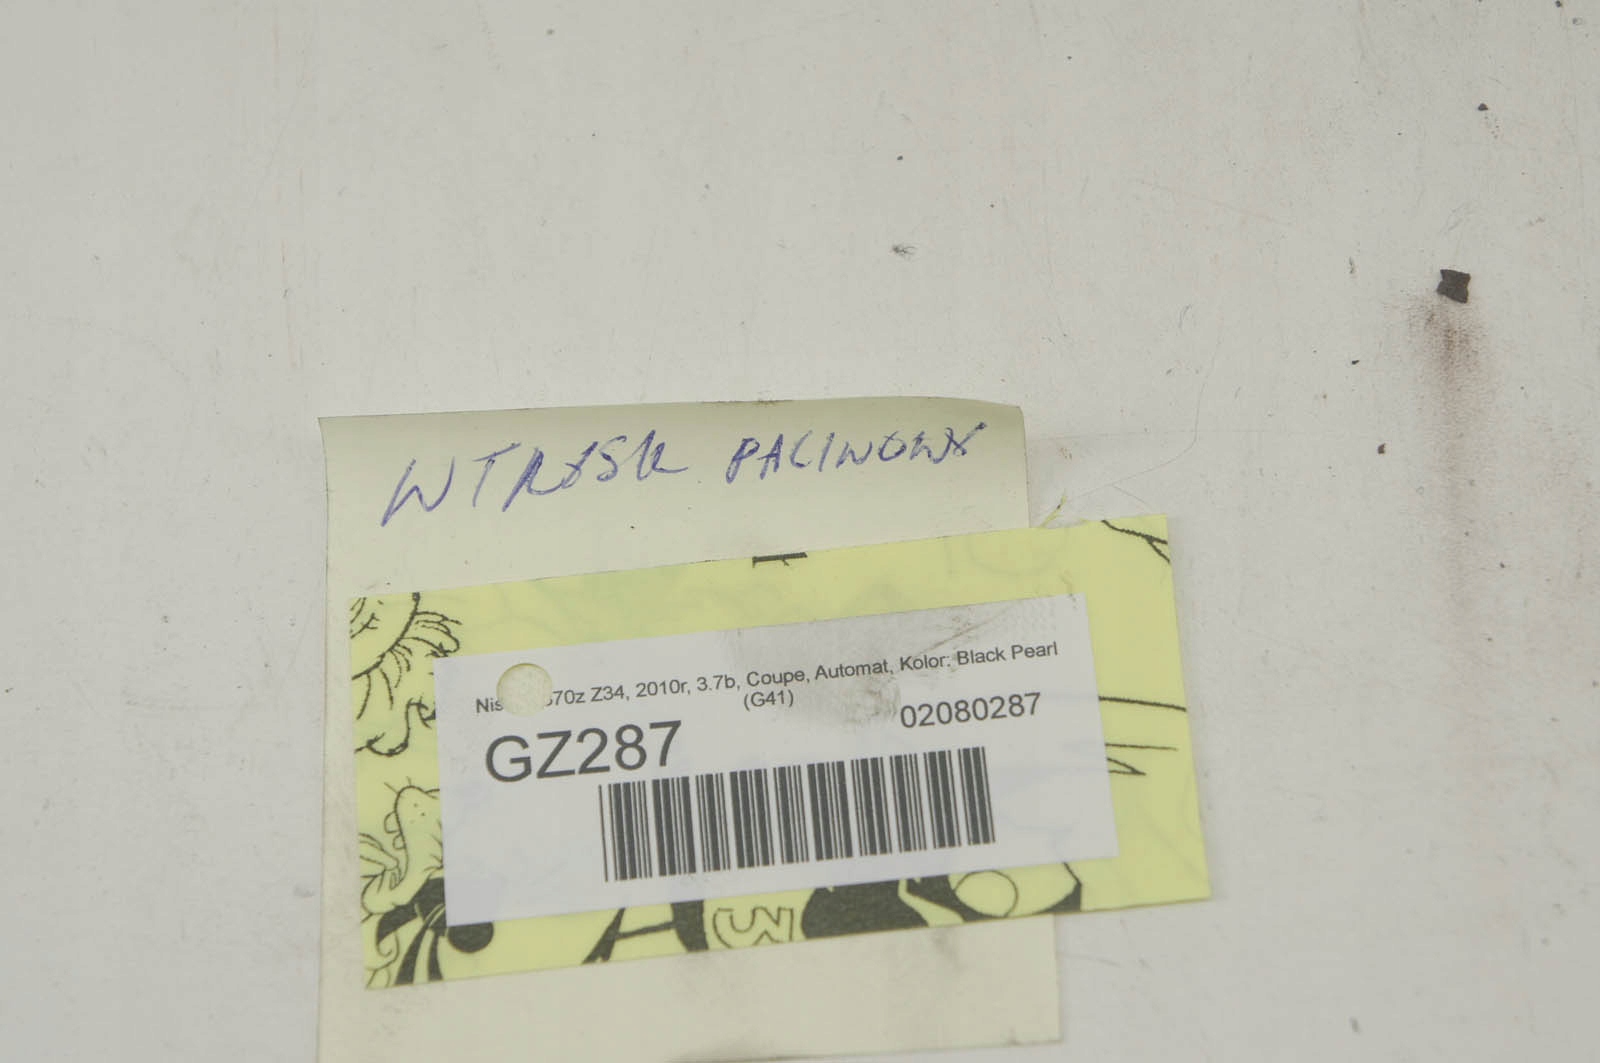 WTRYSK PALIWOWY
Nis 370z Z34, 2010r, 3.7b, Coupe, Automat, Kolor: Black Pearl
(G41)
GZ287
02080287